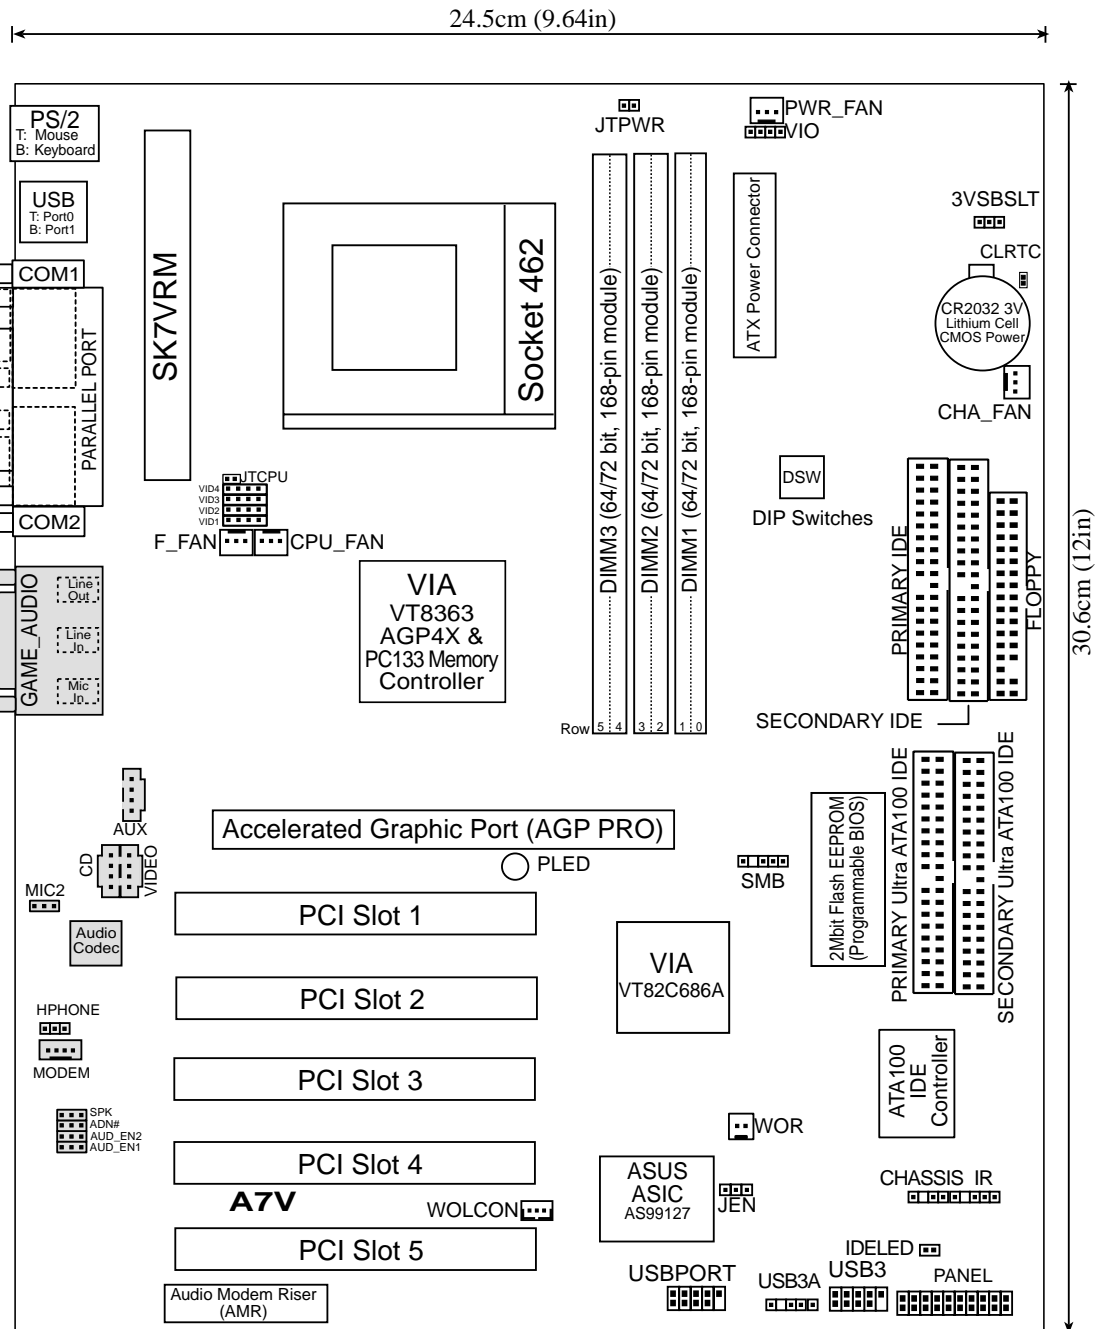 24.5cm (9.64in)
PS/2
T: Mouse
B: Keyboard
USB
T: Port0
B: Port1
COM1
PARALLEL PORT
COM2
GAME_AUDIO
Line
Out
Line
In
Mic
In
SK7VRM
Socket 462
JTPWR
PWR_FAN
VIO
ATX Power Connector
3VSBSLT
CLRTC
CR2032 3V
Lithium Cell
CMOS Power
CHA_FAN
JTCPU
VID4
VID3
VID2
VID1
F_FAN
CPU_FAN
DIMM3 (64/72 bit, 168-pin module)
DIMM2 (64/72 bit, 168-pin module)
DIMM1 (64/72 bit, 168-pin module)
Row 5 4 3 2 1 0
DSW
DIP Switches
PRIMARY IDE
FLOPPY
SECONDARY IDE
30.6cm (12in)
VIA
VT8363
AGP4X &
PC133 Memory
Controller
AUX
CD
VIDEO
MIC2
Audio
Codec
HPHONE
MODEM
SPK
ADN#
AUD_EN2
AUD_EN1
Accelerated Graphic Port (AGP PRO)
PLED
SMB
2Mbit Flash EEPROM
(Programmable BIOS)
PRIMARY Ultra ATA100 IDE
SECONDARY Ultra ATA100 IDE
PCI Slot 1
PCI Slot 2
PCI Slot 3
PCI Slot 4
A7V
WOLCON
PCI Slot 5
Audio Modem Riser
(AMR)
VIA
VT82C686A
ATA100
IDE
Controller
WOR
ASUS
ASIC
AS99127
JEN
CHASSIS IR
IDELED
USBPORT
USB3A
USB3
PANEL